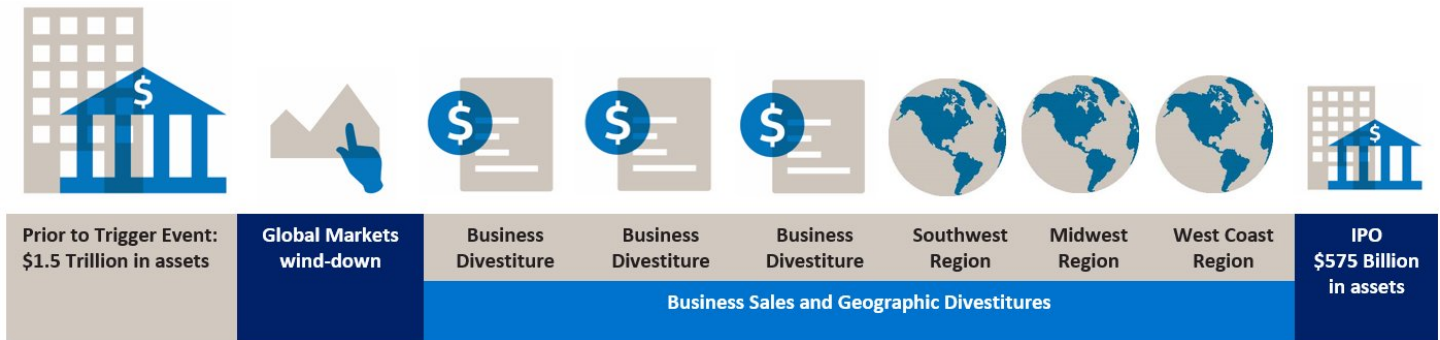 $
$
$
$
$
Prior to Trigger Event:
$1.5 Trillion in assets
Global Markets
wind-down
Business
Divestiture
Business
Divestiture
Business
Divestiture
Southwest
Region
Midwest
Region
West Coast
Region
IPO
$575 Billion
in assets
Business Sales and Geographic Divestitures